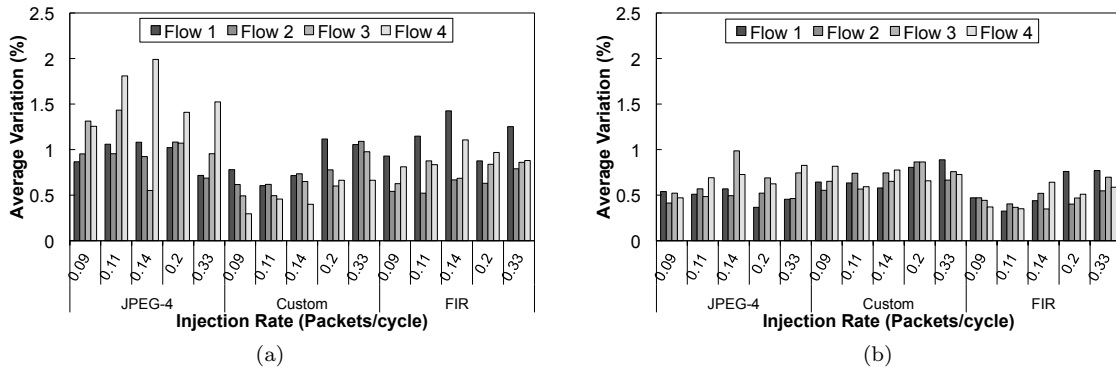 2.5
2
1.5
1
0.5
0
Average Variation (%)
Flow 1 Flow 2 Flow 3 Flow 4
0.09 0.11 0.14 0.2 0.33 0.09 0.11 0.14 0.2 0.33 0.09 0.11 0.14 0.2 0.33
JPEG-4 Custom FIR
Injection Rate (Packets/cycle)
(a)
2.5
2
1.5
1
0.5
0
Average Variation (%)
Flow 1 Flow 2 Flow 3 Flow 4
0.09 0.11 0.14 0.2 0.33 0.09 0.11 0.14 0.2 0.33 0.09 0.11 0.14 0.2 0.33
JPEG-4 Custom FIR
Injection Rate (Packets/cycle)
(b)